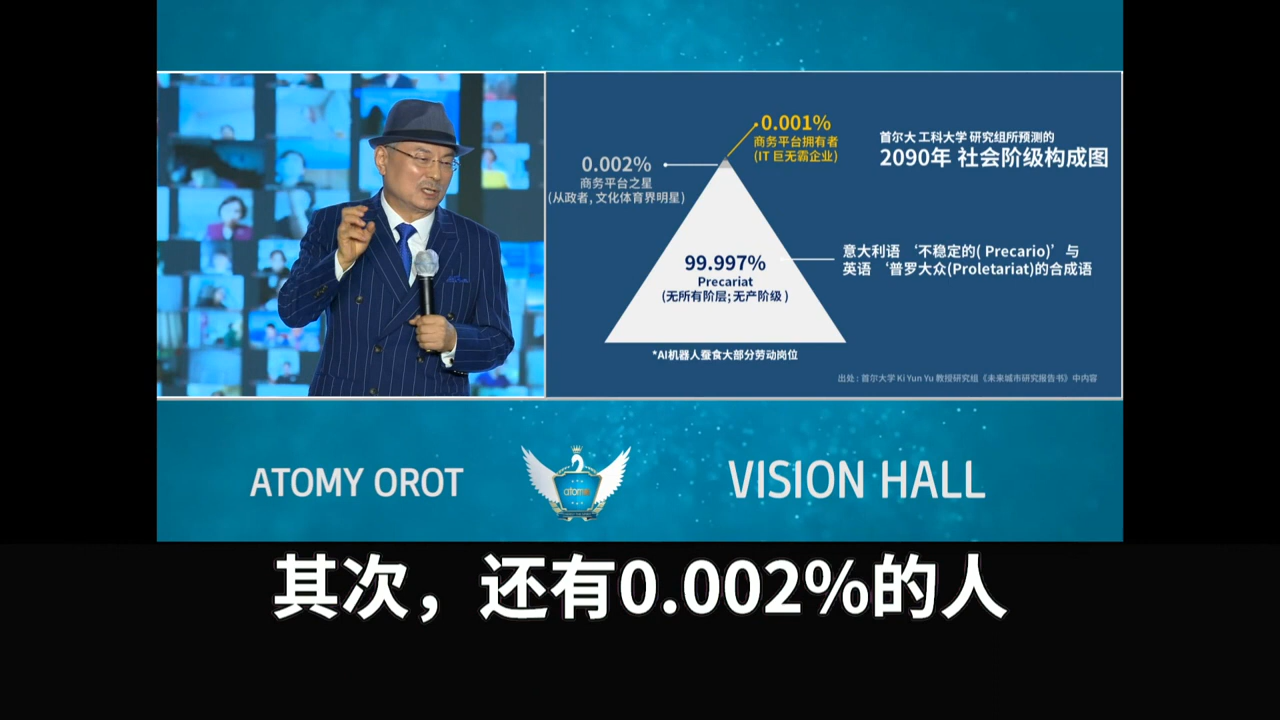 0.001%
商务平台拥有者
(IT 巨无霸企业)
首尔大 工科大学 研究组所预测的
2090年 社会阶级构成图
0.002%
商务平台之星
(从政者, 文化体育界明星)
99.997%
Precariat
(无所有阶层; 无产阶级 )
意大利语 ‘不稳定的( Precario)’与
英语 ‘普罗大众(Proletariat)的合成语
*AI机器人蚕食大部分劳动岗位
出处 : 首尔大学 Ki Yun Yu 教授研究组《未来城市研究报告书》中内容
ATOMY OROT
atomy
VISION HALL
其次，还有0.002%的人